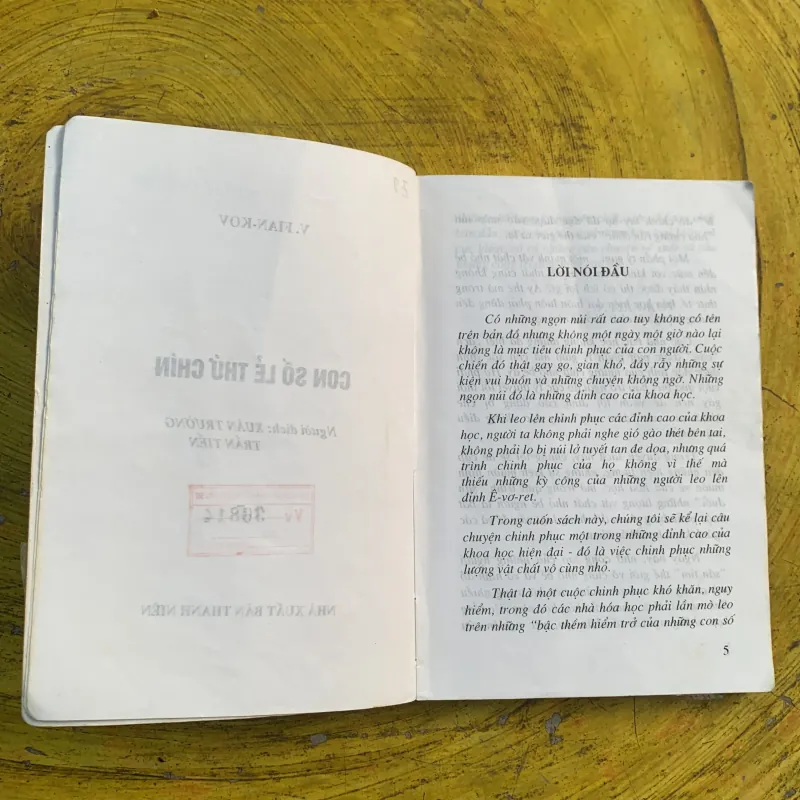 V. PIAN-KOV
CON SỐ LẺ THỨ CHÍN
Người dịch: XUÂN TRƯỜNG
TRẦN TIẾN
Vv 30814
NHÀ XUẤT BẢN THANH NIÊN
LỜI NÓI ĐẦU
Có những ngọn núi rất cao tuy không có tên
trên bản đồ nhưng không một ngày một giờ nào lại
không là mục tiêu chinh phục của con người. Cuộc
chiến đó thật gay go, gian khó, đầy rẫy những sự
kiện vui buồn và những chuyện không ngờ. Những
ngọn núi đó là những đỉnh cao của khoa học.
Khi leo lên chinh phục các đỉnh cao của khoa
học, người ta không phải nghe gió gào thét bên tai,
không phải lo bị núi lở tuyết tan đe dọa, nhưng quá
trình chinh phục của họ không vì thế mà
thiếu những kỳ công của những người leo lên
đỉnh Ê-vơ-ret.
Trong cuốn sách này, chúng tôi sẽ kể lại câu
chuyện chinh phục một trong những đỉnh cao của
khoa học hiện đại - đó là việc chinh phục những
lượng vật chất vô cùng nhỏ.
Thật là một cuộc chinh phục khó khăn, nguy
hiểm, trong đó các nhà hóa học phải lần mò leo
trên những "bậc thềm hiểm trở của những con số
5